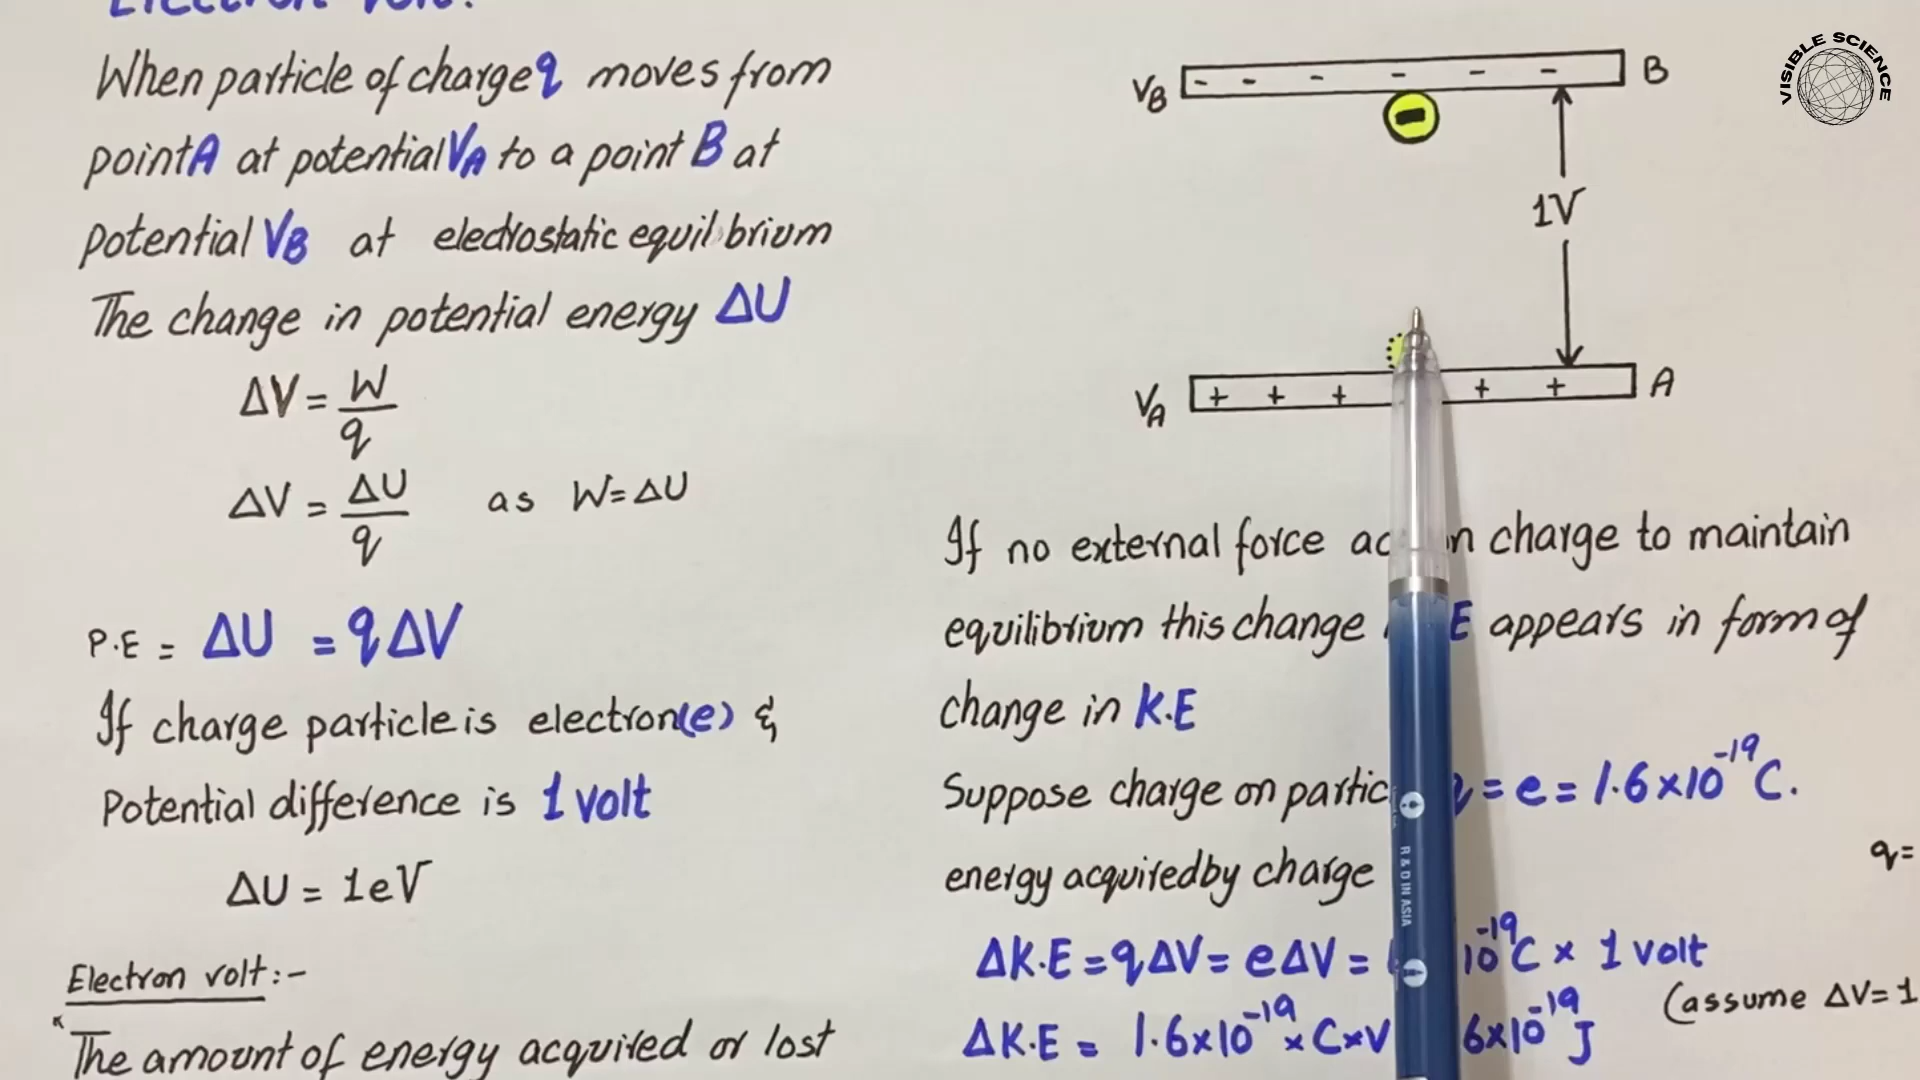 Electron volt:
When particle of charge q moves from
point A at potential VA to a point B at
potential VB at electrostatic equilibrium
The change in potential energy ΔU
ΔV = W/q
ΔV = ΔU/q as W=ΔU
P.E = ΔU = qΔV
If charge particle is electron(e) &
Potential difference is 1 volt
ΔU = 1eV
Electron volt:-
The amount of energy acquired or lost
VB - - - - - - B
-
1V
VA + + + + + A
If no external force on charge to maintain
equilibrium this change E appears in form of
change in K.E
Suppose charge on q = e = 1.6×10^-19 C.
energy acquired by charge
q=
ΔK.E = qΔV = eΔV = 10^-19 C × 1 volt
(assume ΔV=1
ΔK.E = 1.6×10^-19 × C×V 6×10^-19 J
VISIBLE SCIENCE
R & D IN ASIA